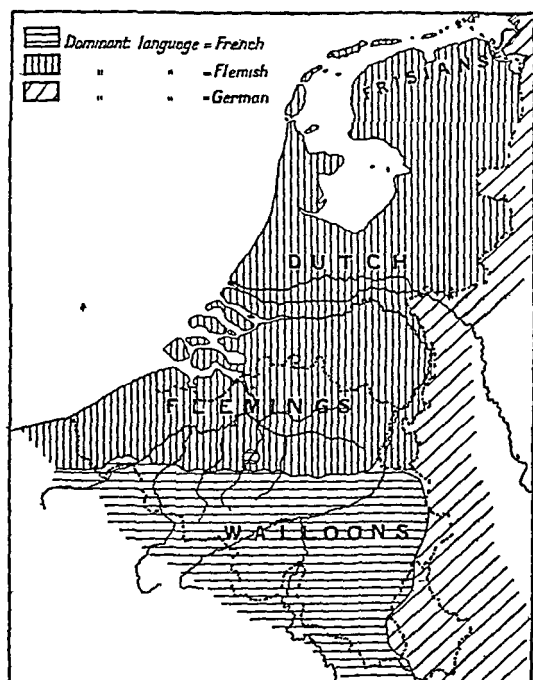 Dominant language = French
" " = Flemish
" " = German
FRISIANS
DUTCH
FLEMINGS
WALLOONS